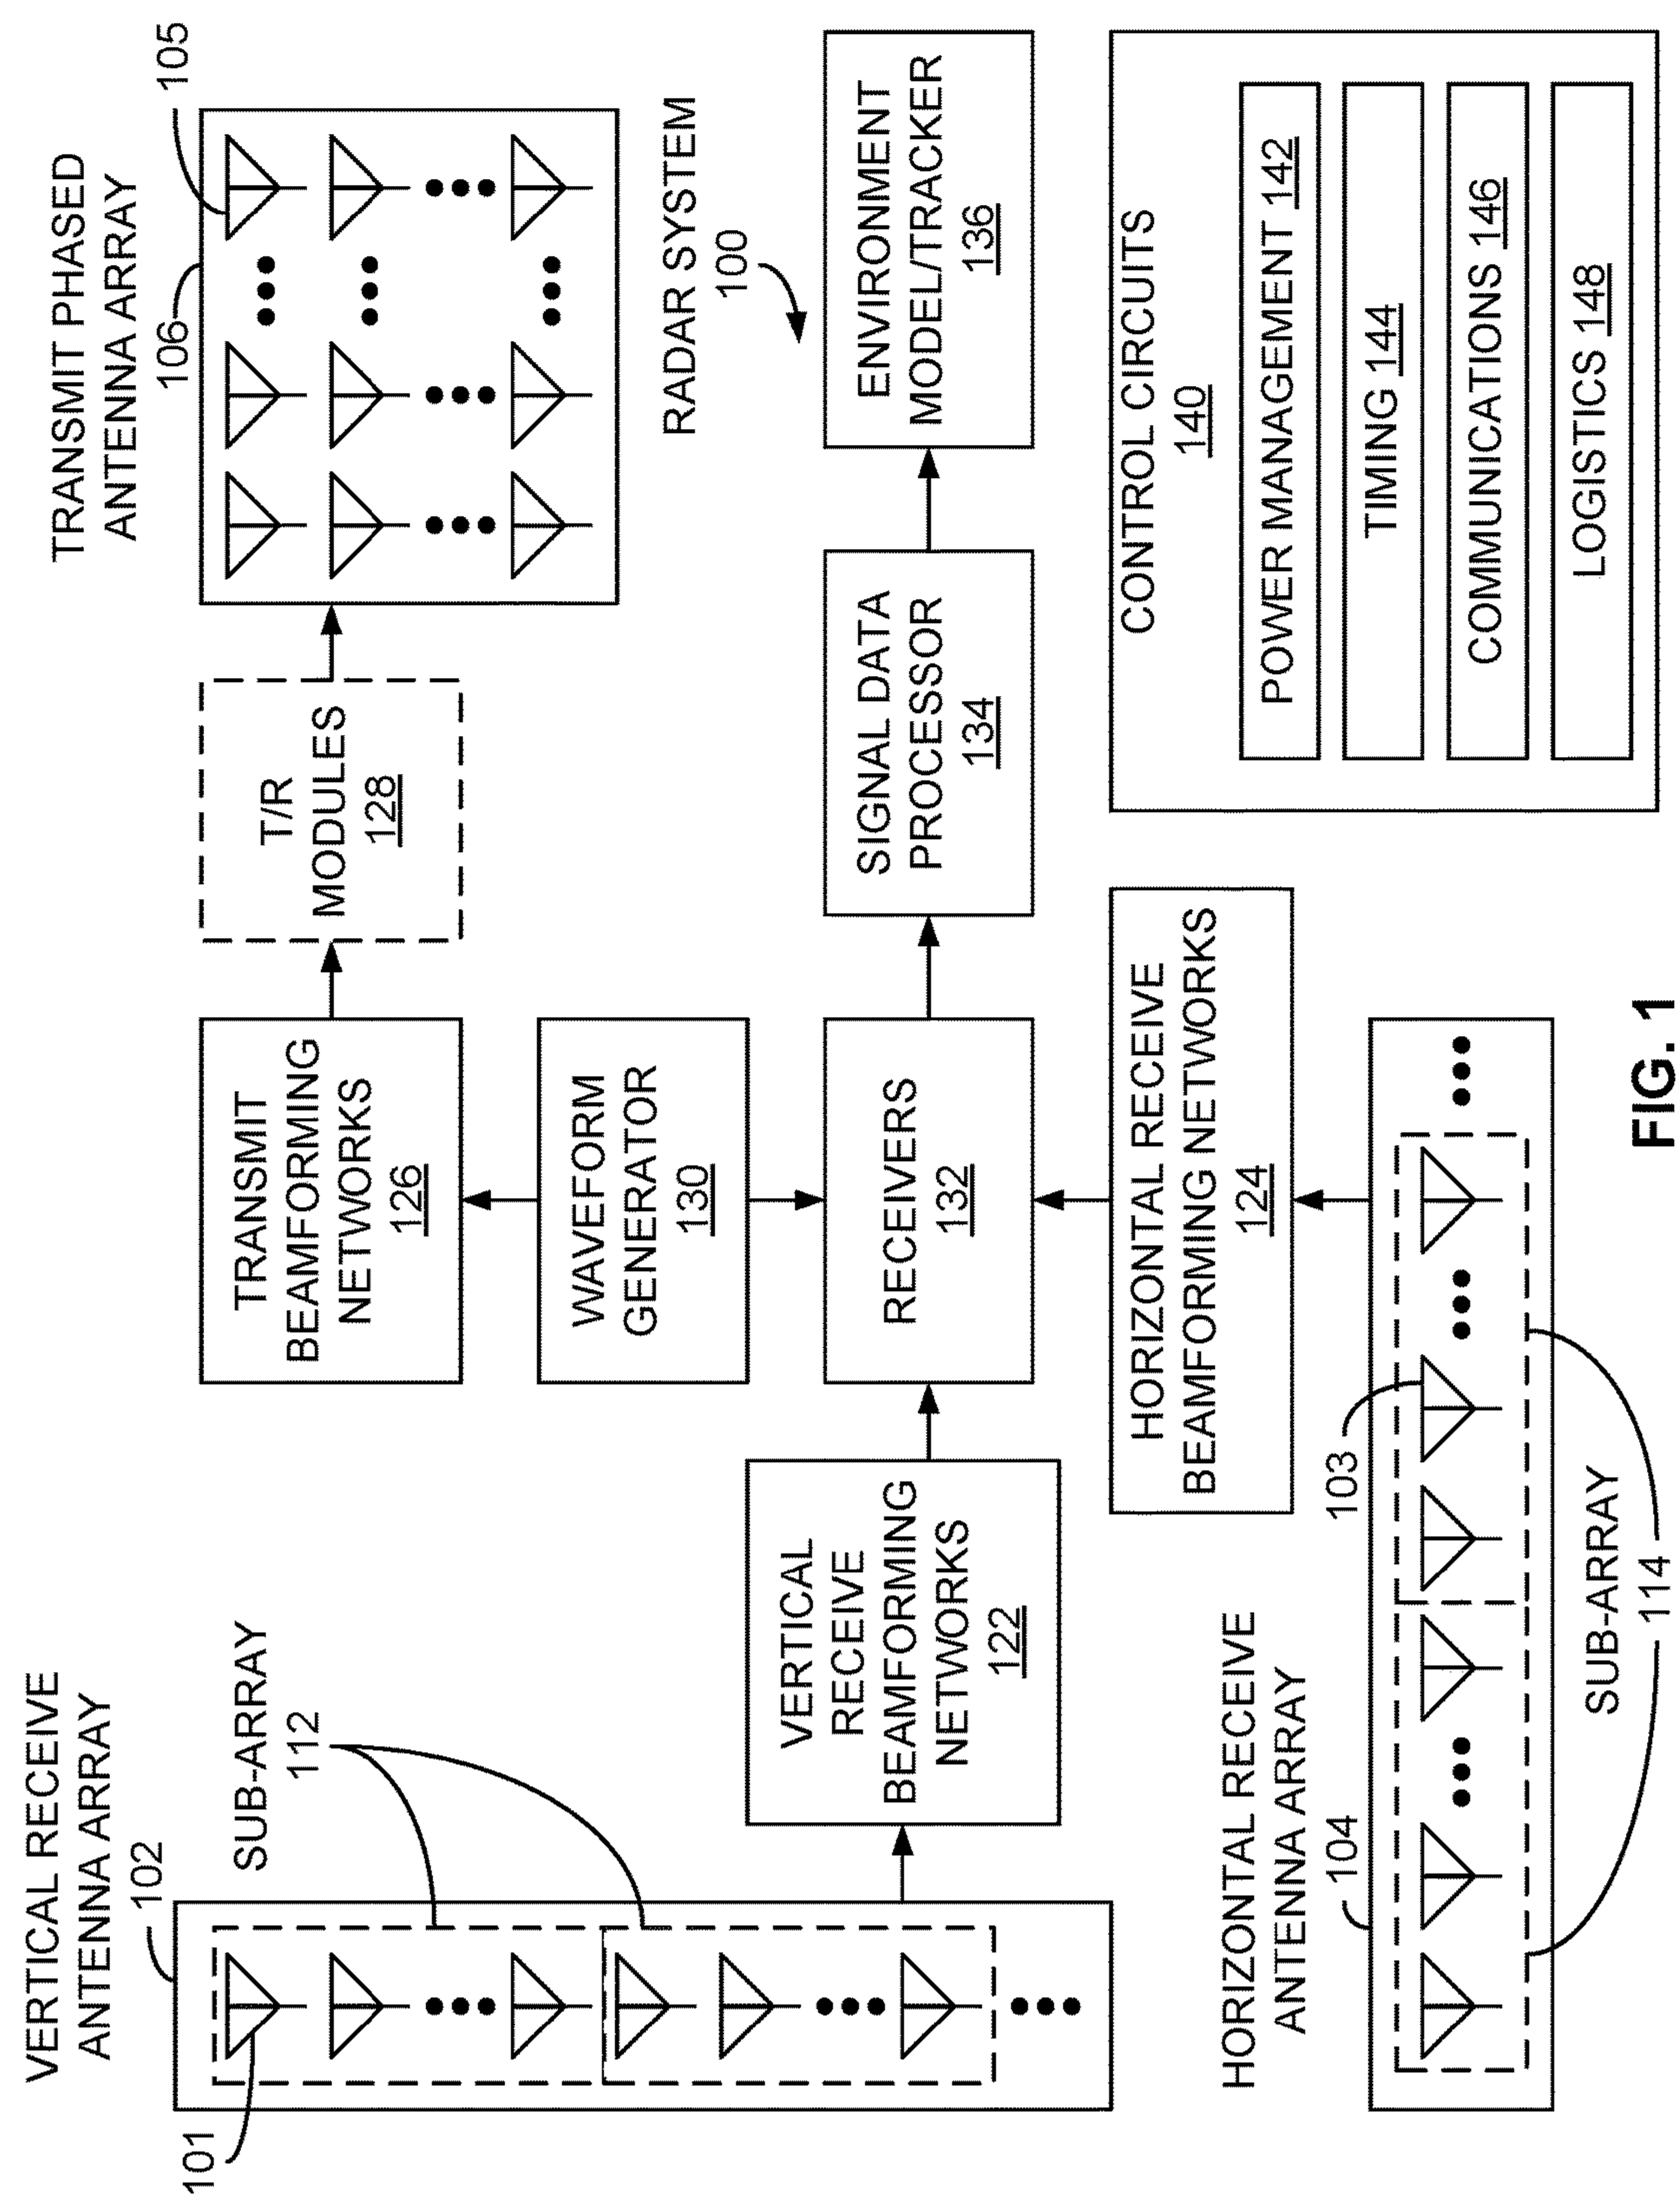 VERTICAL RECEIVE
ANTENNA ARRAY
102
101
SUB-ARRAY
112
TRANSMIT
BEAMFORMING
NETWORKS
126
T/R
MODULES
128
TRANSMIT PHASED
ANTENNA ARRAY
106
105
WAVEFORM
GENERATOR
130
RADAR SYSTEM
100
VERTICAL
RECEIVE
BEAMFORMING
NETWORKS
122
RECEIVERS
132
SIGNAL DATA
PROCESSOR
134
ENVIRONMENT
MODEL/TRACKER
136
HORIZONTAL RECEIVE
BEAMFORMING NETWORKS
124
HORIZONTAL RECEIVE
ANTENNA ARRAY
104
103
SUB-ARRAY
114
CONTROL CIRCUITS
140
POWER MANAGEMENT 142
TIMING 144
COMMUNICATIONS 146
LOGISTICS 148
FIG. 1